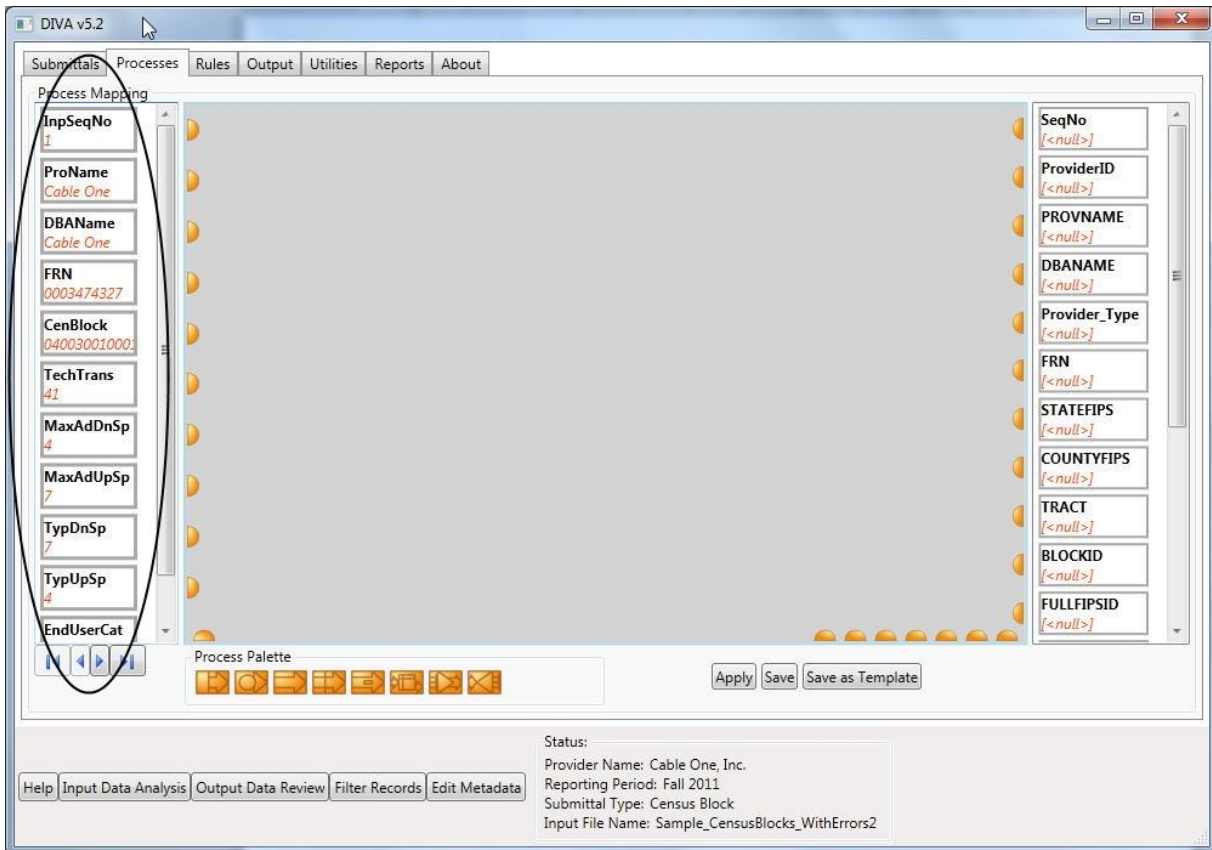 DIVA v5.2
Submittals Processes Rules Output Utilities Reports About
Process Mapping
InpSeqNo
1
ProName
Cable One
DBAName
Cable One
FRN
0003474327
CenBlock
TechTrans
41
MaxAdDnSp
4
MaxAdUpSp
7
TypDnSp
7
TypUpSp
4
EndUserCat
SeqNo
[<null>]
ProviderID
[<null>]
PROVNAME
[<null>]
DBANAME
[<null>]
Provider_Type
[<null>]
FRN
[<null>]
STATEFIPS
[<null>]
COUNTYFIPS
[<null>]
TRACT
[<null>]
BLOCKID
[<null>]
FULLFIPSID
[<null>]
Process Palette
Apply Save Save as Template
Help Input Data Analysis Output Data Review Filter Records Edit Metadata
Status:
Provider Name: Cable One, Inc.
Reporting Period: Fall 2011
Submittal Type: Census Block
Input File Name: Sample_CensusBlocks_WithErrors2